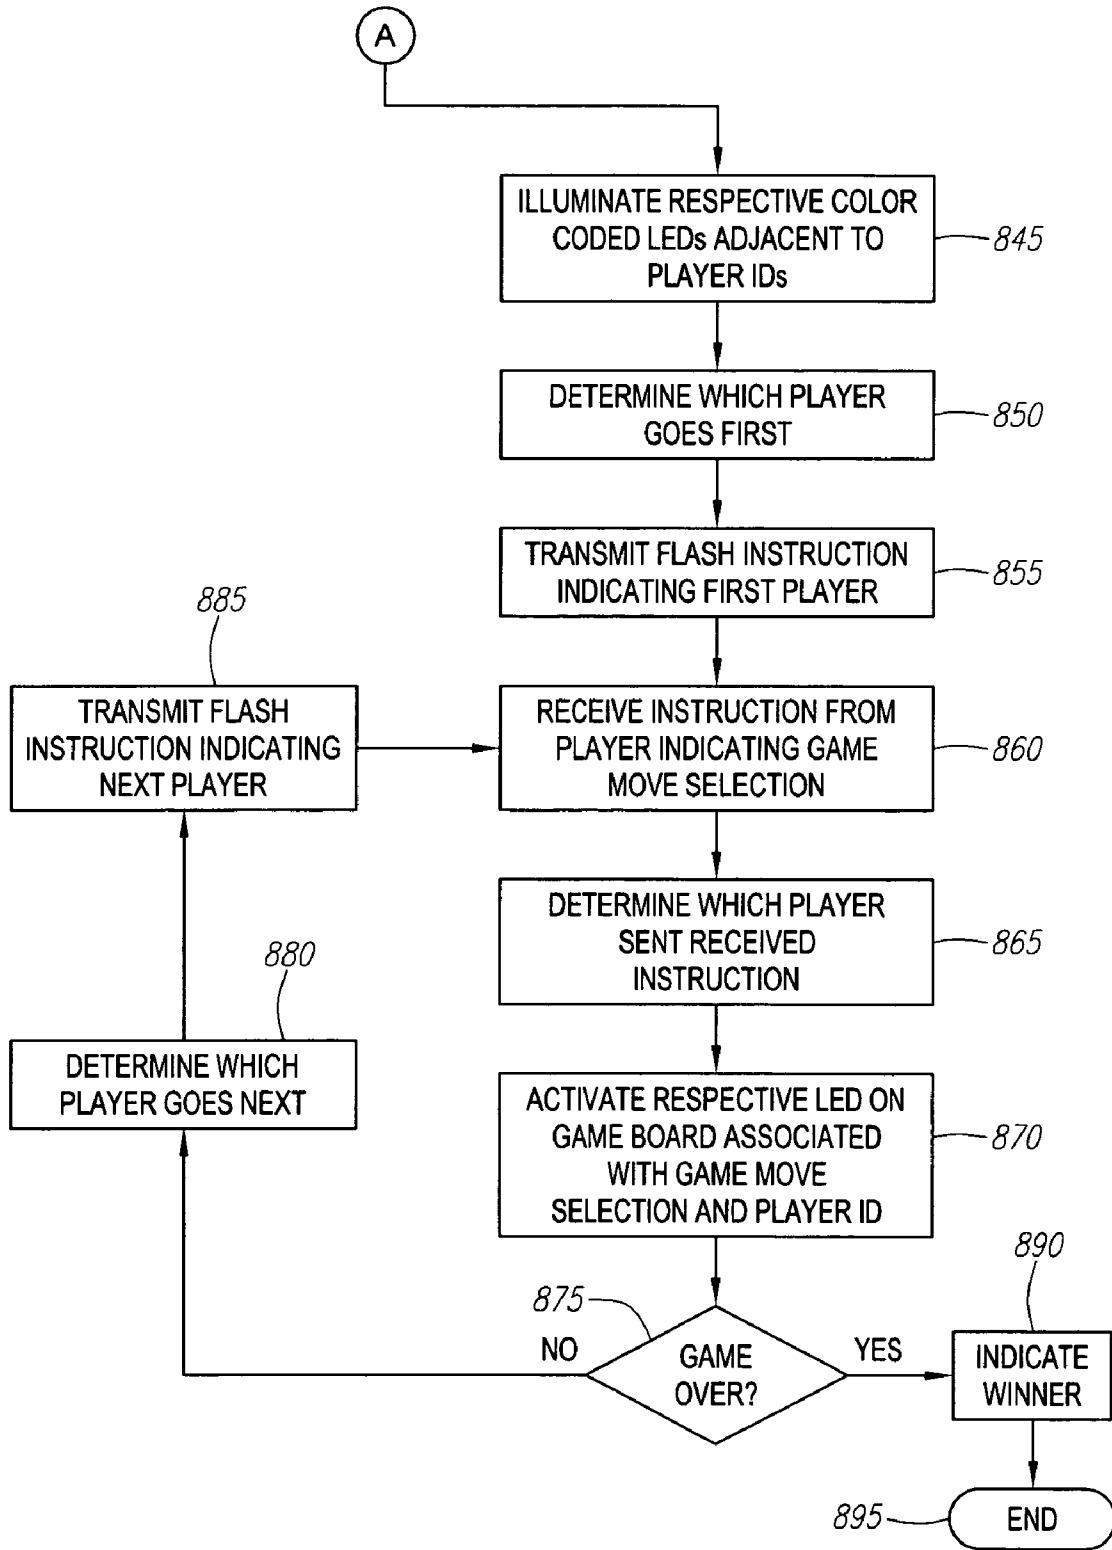 A
ILLUMINATE RESPECTIVE COLOR
CODED LEDs ADJACENT TO
PLAYER IDs
845
DETERMINE WHICH PLAYER
GOES FIRST
850
TRANSMIT FLASH INSTRUCTION
INDICATING FIRST PLAYER
855
885
TRANSMIT FLASH
INSTRUCTION INDICATING
NEXT PLAYER
RECEIVE INSTRUCTION FROM
PLAYER INDICATING GAME
MOVE SELECTION
860
DETERMINE WHICH PLAYER
SENT RECEIVED
INSTRUCTION
865
880
DETERMINE WHICH
PLAYER GOES NEXT
ACTIVATE RESPECTIVE LED ON
GAME BOARD ASSOCIATED
WITH GAME MOVE
SELECTION AND PLAYER ID
870
875
NO
GAME
OVER?
YES
890
INDICATE
WINNER
895
END